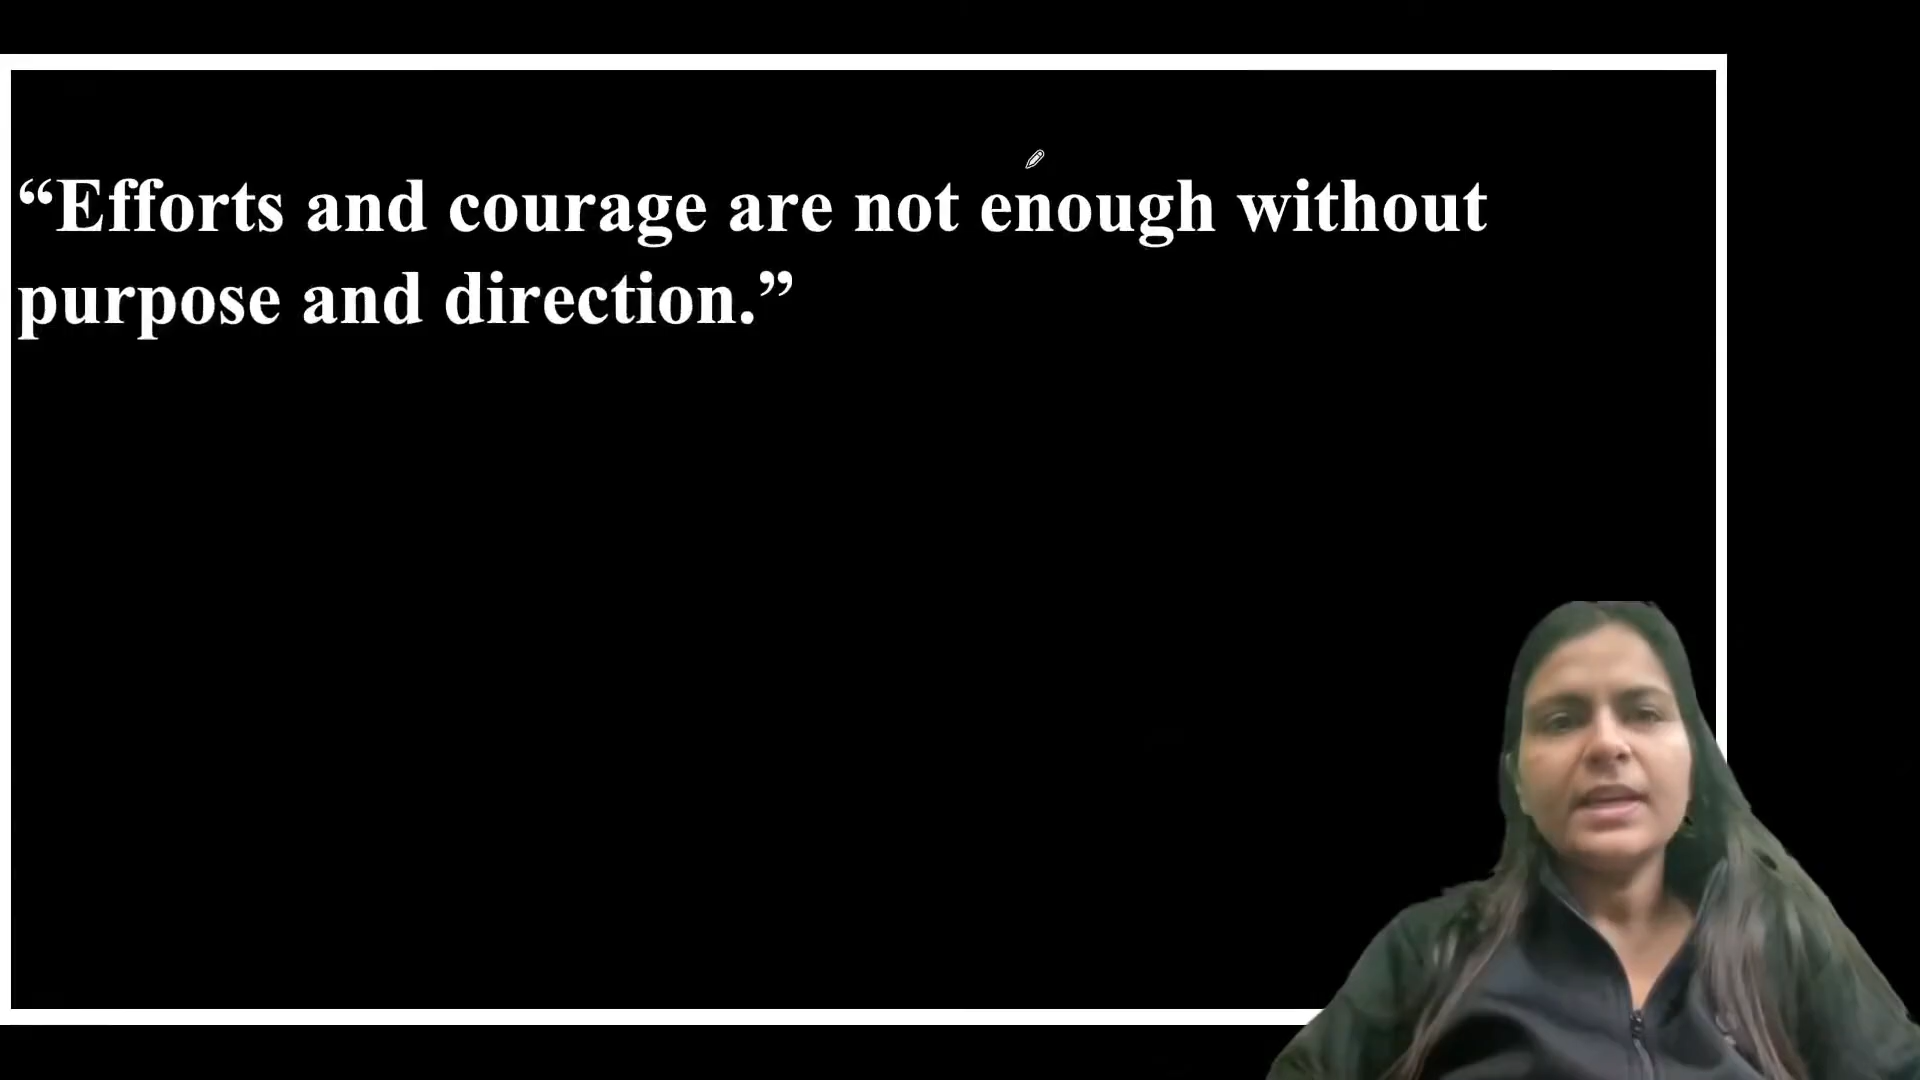 “Efforts and courage are not enough without
purpose and direction.”